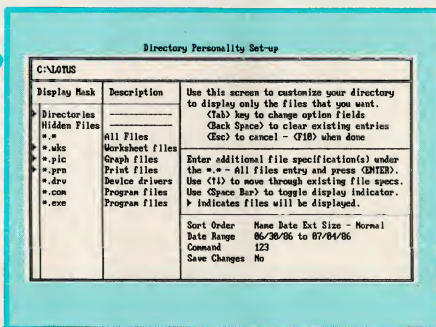 Directory Personality Set-up
C:\LOTUS
Display Mask
Description
Directories ------------
Hidden Files ------------
*.* All Files
▶ *.wks Worksheet files
▶ *.pic Graph files
▶ *.prn Print files
*.drv Device drivers
*.com Program files
*.exe Program files
Use this screen to customize your directory
to display only the files that you want.
<Tab> key to change option fields
<Back Space> to clear existing entries
<Esc> to cancel - <F10> when done
Enter additional file specification(s) under
the *.* - All files entry and press <ENTER>.
Use <↑↓> to move through existing file specs.
Use <Space Bar> to toggle display indicator.
▶ indicates files will be displayed.
Sort Order Name Date Ext Size - Normal
Date Range 06/30/86 to 07/04/86
Command 123
Save Changes No